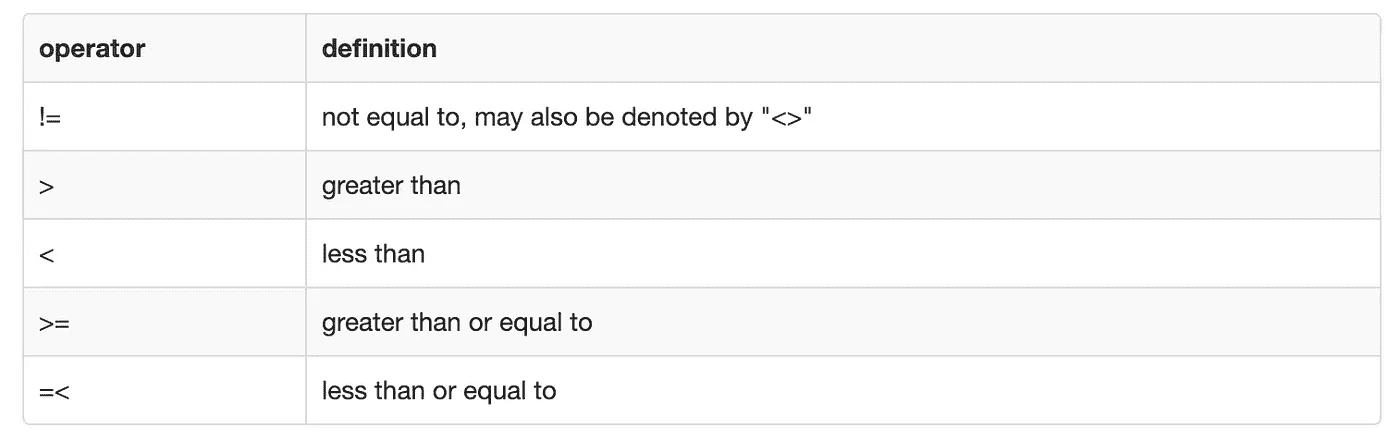 operator definition
!= not equal to, may also be denoted by "<>"
> greater than
< less than
>= greater than or equal to
=< less than or equal to